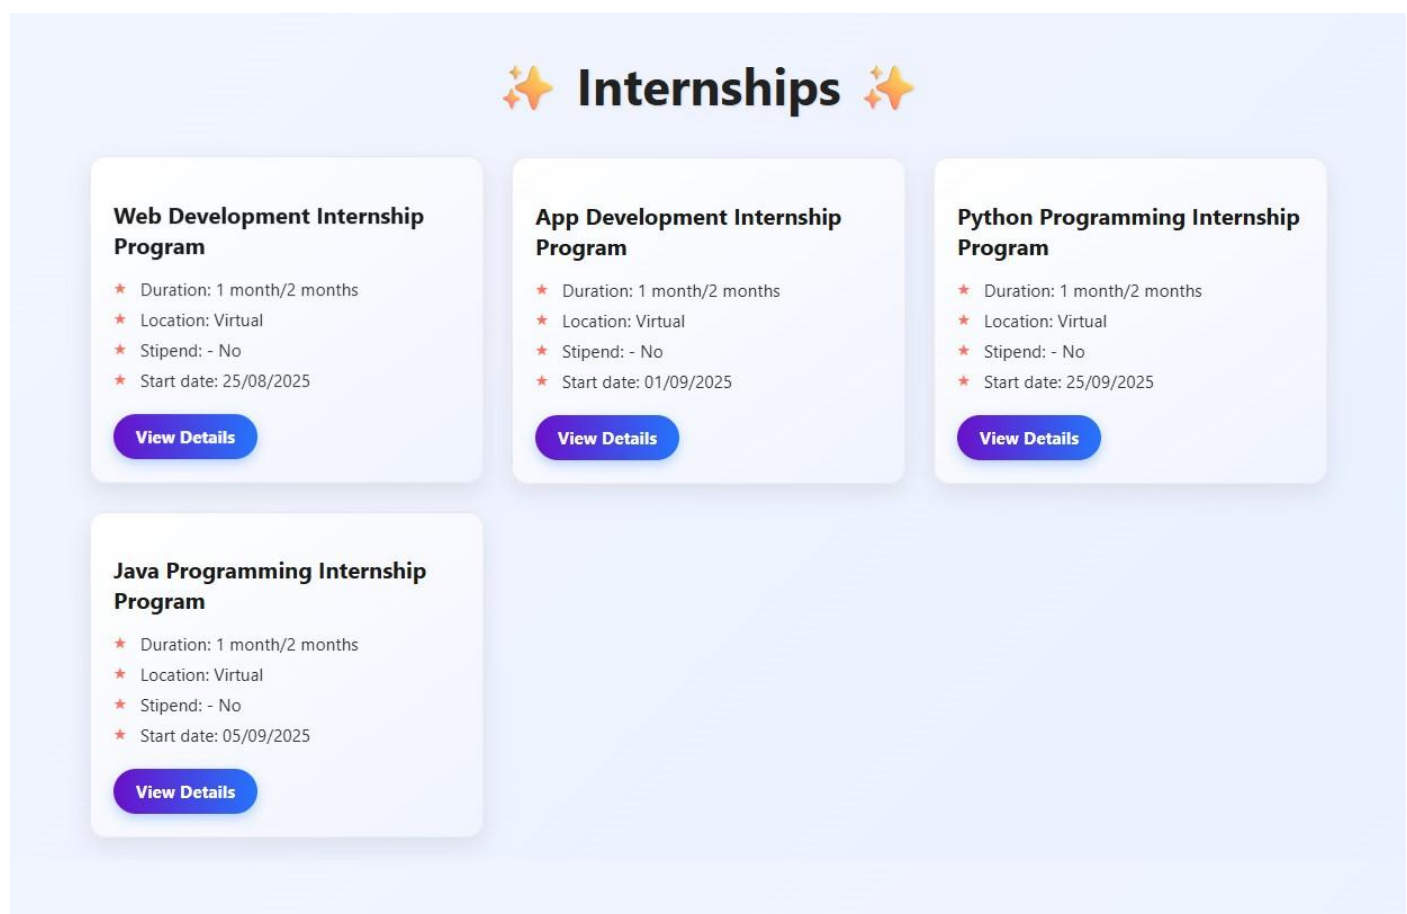 ✨ Internships ✨
Web Development Internship
Program
★ Duration: 1 month/2 months
★ Location: Virtual
★ Stipend: - No
★ Start date: 25/08/2025
View Details
App Development Internship
Program
★ Duration: 1 month/2 months
★ Location: Virtual
★ Stipend: - No
★ Start date: 01/09/2025
View Details
Python Programming Internship
Program
★ Duration: 1 month/2 months
★ Location: Virtual
★ Stipend: - No
★ Start date: 25/09/2025
View Details
Java Programming Internship
Program
★ Duration: 1 month/2 months
★ Location: Virtual
★ Stipend: - No
★ Start date: 05/09/2025
View Details